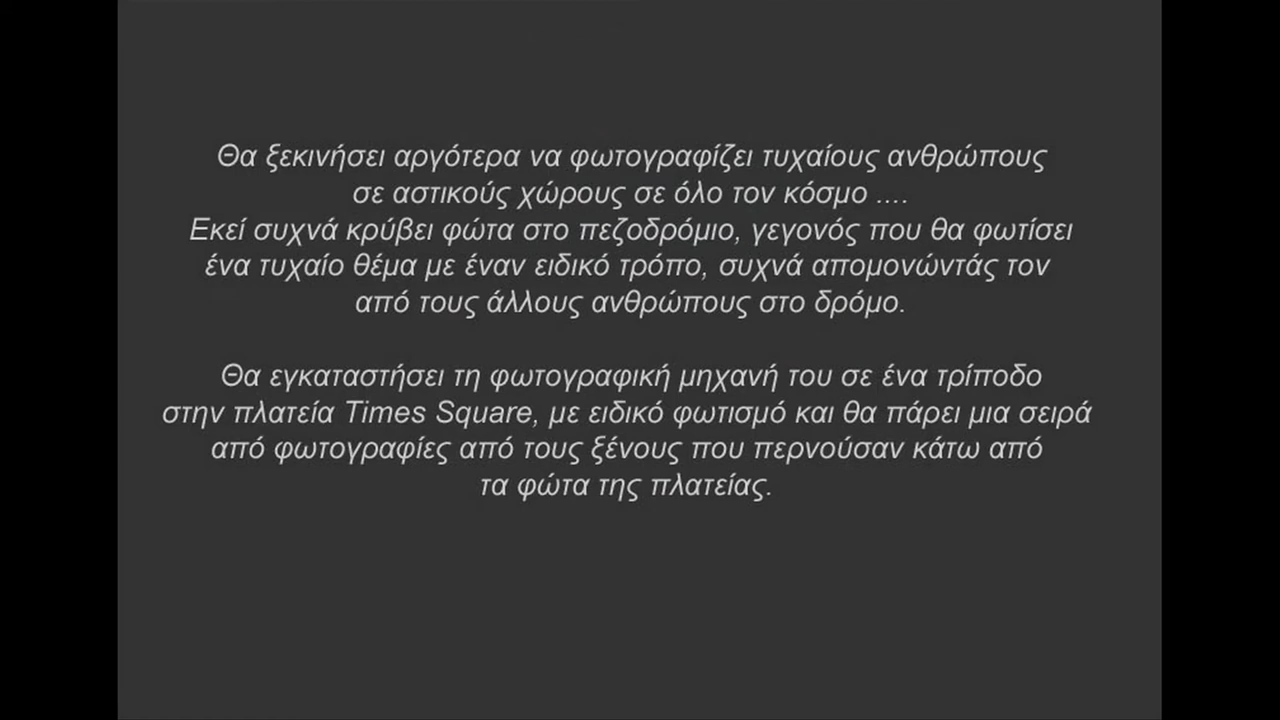 Θα ξεκινήσει αργότερα να φωτογραφίζει τυχαίους ανθρώπους
σε αστικούς χώρους σε όλο τον κόσμο ....
Εκεί συχνά κρύβει φώτα στο πεζοδρόμιο, γεγονός που θα φωτίσει
ένα τυχαίο θέμα με έναν ειδικό τρόπο, συχνά απομονώντάς τον
από τους άλλους ανθρώπους στο δρόμο.
Θα εγκαταστήσει τη φωτογραφική μηχανή του σε ένα τρίποδο
στην πλατεία Times Square, με ειδικό φωτισμό και θα πάρει μια σειρά
από φωτογραφίες από τους ξένους που περνούσαν κάτω από
τα φώτα της πλατείας.